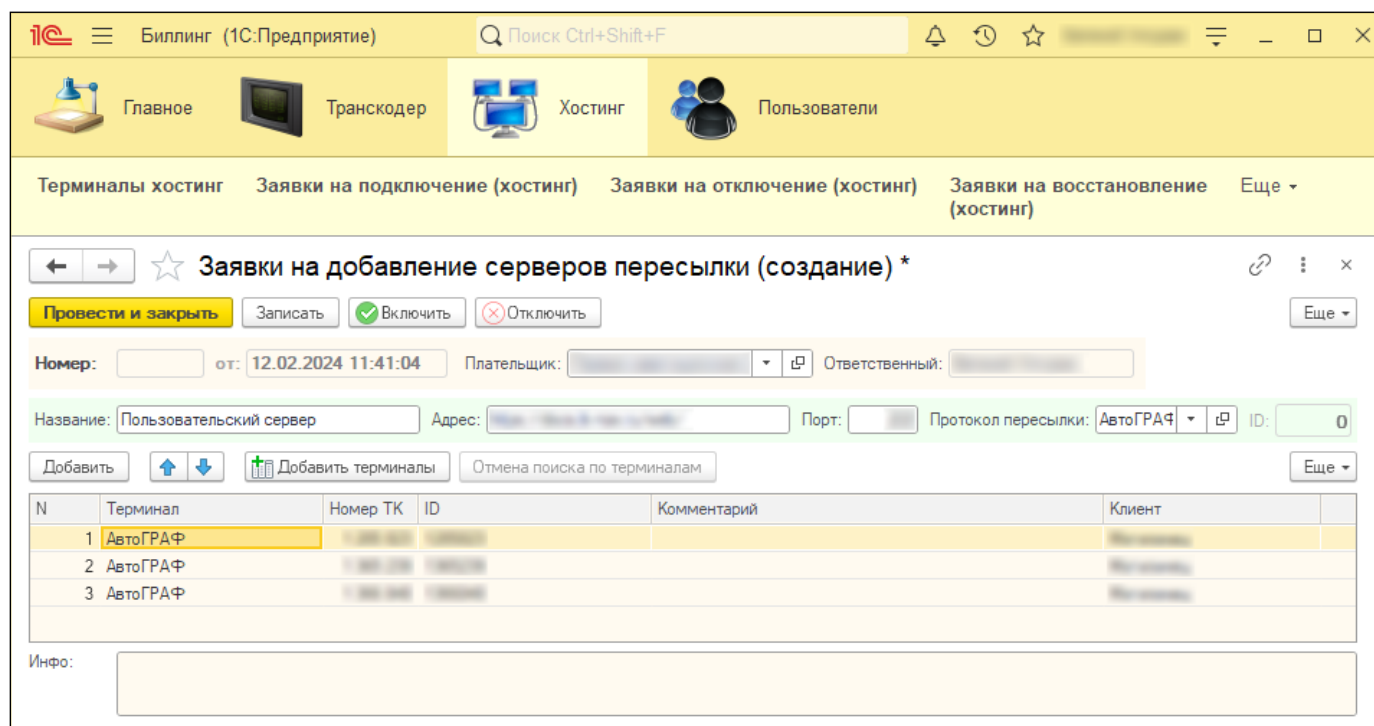 1С Биллинг (1С:Предприятие) Поиск Ctrl+Shift+F
Главное Транскодер Хостинг Пользователи
Терминалы хостинг Заявки на подключение (хостинг) Заявки на отключение (хостинг) Заявки на восстановление Еще
(хостинг)
Заявки на добавление серверов пересылки (создание) *
Провести и закрыть Записать Включить Отключить Еще
Номер: от: 12.02.2024 11:41:04 Плательщик: Ответственный:
Название: Пользовательский сервер Адрес: Порт: Протокол пересылки: АвтоГРАФ ID: 0
Добавить Добавить терминалы Отмена поиска по терминалам Еще
N Терминал Номер ТК ID Комментарий Клиент
1 АвтоГРАФ
2 АвтоГРАФ
3 АвтоГРАФ
Инфо: